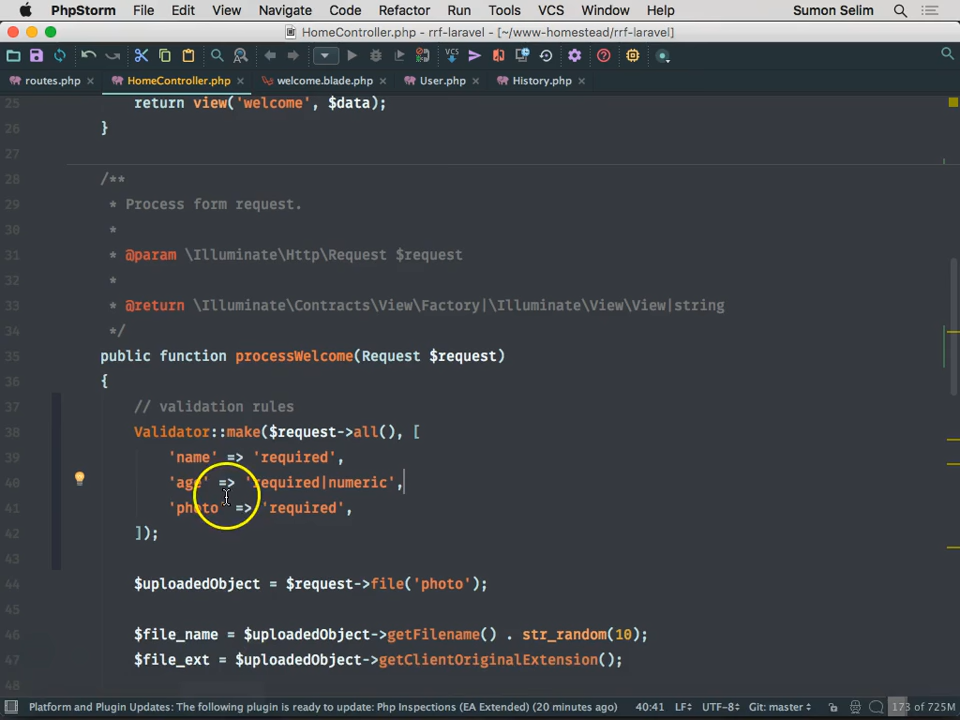 PhpStorm File Edit View Navigate Code Refactor Run Tools VCS Window Help Sumon Selim
HomeController.php - rrf-laravel - [~/www-homestead/rrf-laravel]
routes.php HomeController.php welcome.blade.php User.php History.php
25 return view('welcome', $data);
26 }
27
28 /**
29 * Process form request.
30 *
31 * @param \Illuminate\Http\Request $request
32 *
33 * @return \Illuminate\Contracts\View\Factory|\Illuminate\View\View|string
34 */
35 public function processWelcome(Request $request)
36 {
37 // validation rules
38 Validator::make($request->all(), [
39 'name' => 'required',
40 'age' => 'required|numeric',
41 'photo' => 'required',
42 ]);
43
44 $uploadedObject = $request->file('photo');
45
46 $file_name = $uploadedObject->getFilename() . str_random(10);
47 $file_ext = $uploadedObject->getClientOriginalExtension();
48
Platform and Plugin Updates: The following plugin is ready to update: Php Inspections (EA Extended) (20 minutes ago) 40:41 LF÷ UTF-8÷ Git: master÷ 173 of 725M